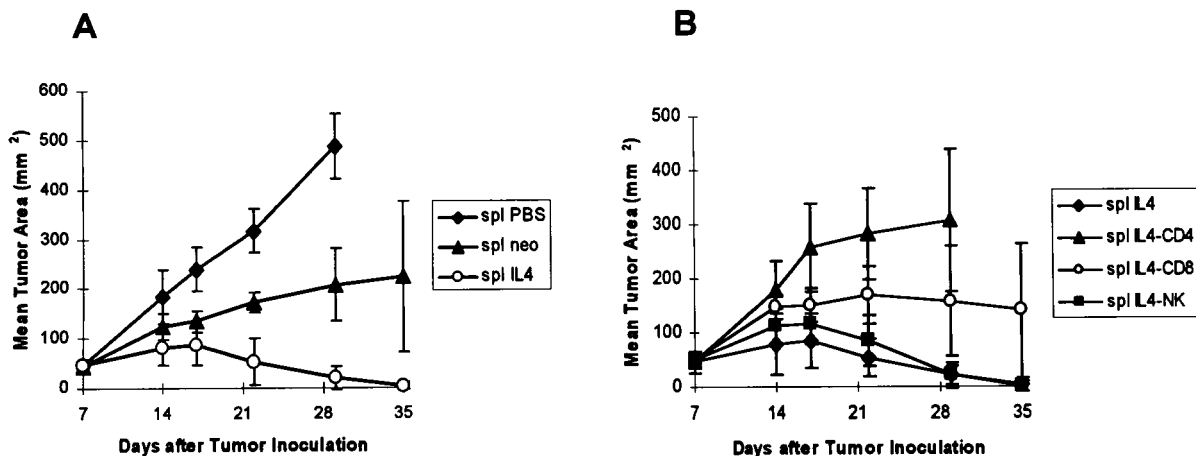 A
Mean Tumor Area (mm ²)
600
500
400
300
200
100
0
7
14
21
28
35
Days after Tumor Inoculation
spl PBS
spl neo
spl IL4
B
Mean Tumor Area (mm ²)
500
400
300
200
100
0
7
14
21
28
35
Days after Tumor Inoculation
spl IL4
spl IL4-CD4
spl IL4-CD8
spl IL4-NK